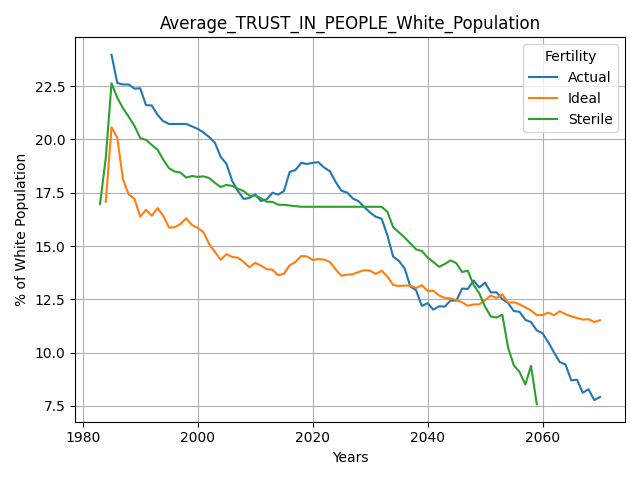 Average_TRUST_IN_PEOPLE_White_Population
Fertility
Actual
Ideal
Sterile
% of White Population
22.5
20.0
17.5
15.0
12.5
10.0
7.5
1980
2000
2020
2040
2060
Years